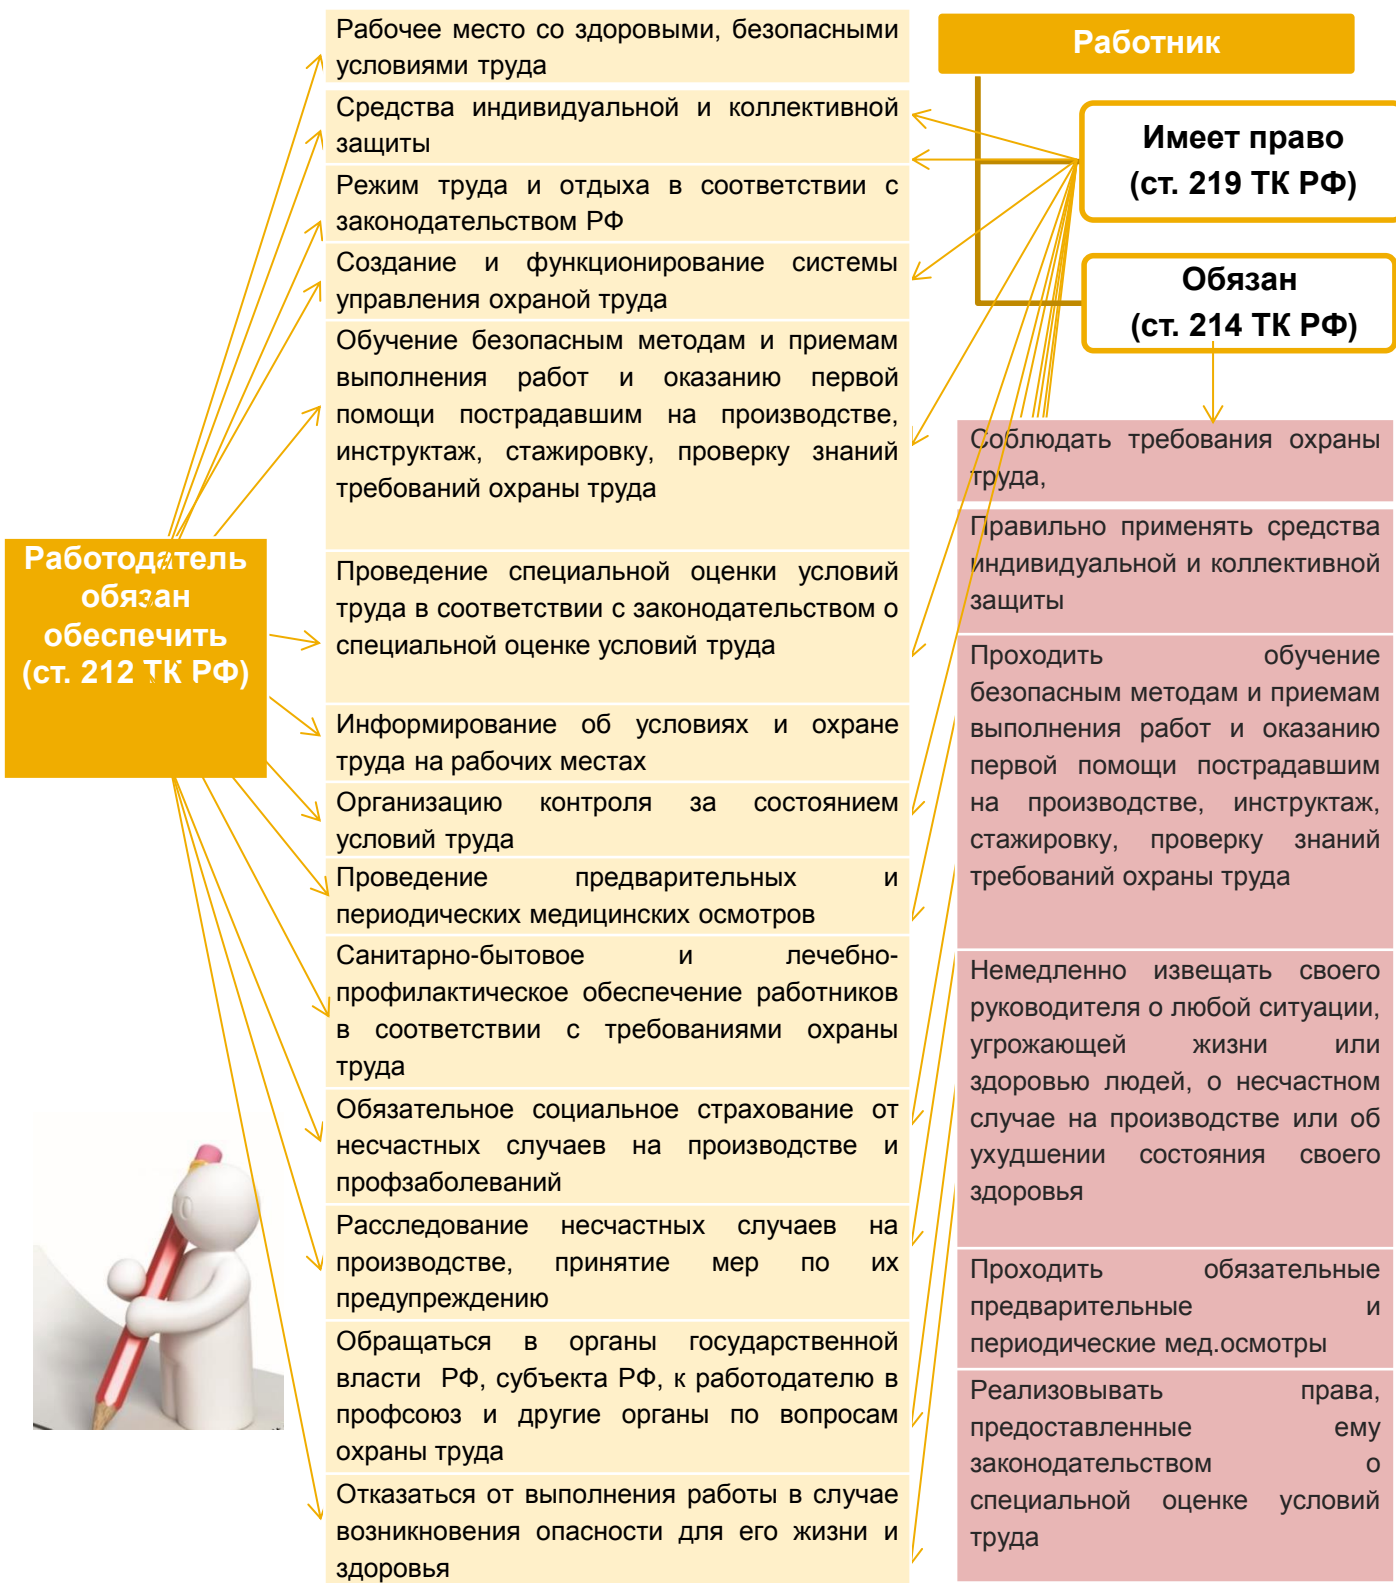 Работодатель
обязан
обеспечить
(ст. 212 ТК РФ)
Рабочее место со здоровыми, безопасными
условиями труда
Средства индивидуальной и коллективной
защиты
Режим труда и отдыха в соответствии с
законодательством РФ
Создание и функционирование системы
управления охраной труда
Обучение безопасным методам и приемам
выполнения работ и оказанию первой
помощи пострадавшим на производстве,
инструктаж, стажировку, проверку знаний
требований охраны труда
Проведение специальной оценки условий
труда в соответствии с законодательством о
специальной оценке условий труда
Информирование об условиях и охране
труда на рабочих местах
Организацию контроля за состоянием
условий труда
Проведение предварительных и
периодических медицинских осмотров
Санитарно-бытовое и лечебно-
профилактическое обеспечение работников
в соответствии с требованиями охраны
труда
Обязательное социальное страхование от
несчастных случаев на производстве и
профзаболеваний
Расследование несчастных случаев на
производстве, принятие мер по их
предупреждению
Обращаться в органы государственной
власти РФ, субъекта РФ, к работодателю в
профсоюз и другие органы по вопросам
охраны труда
Отказаться от выполнения работы в случае
возникновения опасности для его жизни и
здоровья
Работник
Имеет право
(ст. 219 ТК РФ)
Обязан
(ст. 214 ТК РФ)
Соблюдать требования охраны
труда,
Правильно применять средства
индивидуальной и коллективной
защиты
Проходить обучение
безопасным методам и приемам
выполнения работ и оказанию
первой помощи пострадавшим
на производстве, инструктаж,
стажировку, проверку знаний
требований охраны труда
Немедленно извещать своего
руководителя о любой ситуации,
угрожающей жизни или
здоровью людей, о несчастном
случае на производстве или об
ухудшении состояния своего
здоровья
Проходить обязательные
предварительные и
периодические мед.осмотры
Реализовывать права,
предоставленные ему
законодательством о
специальной оценке условий
труда